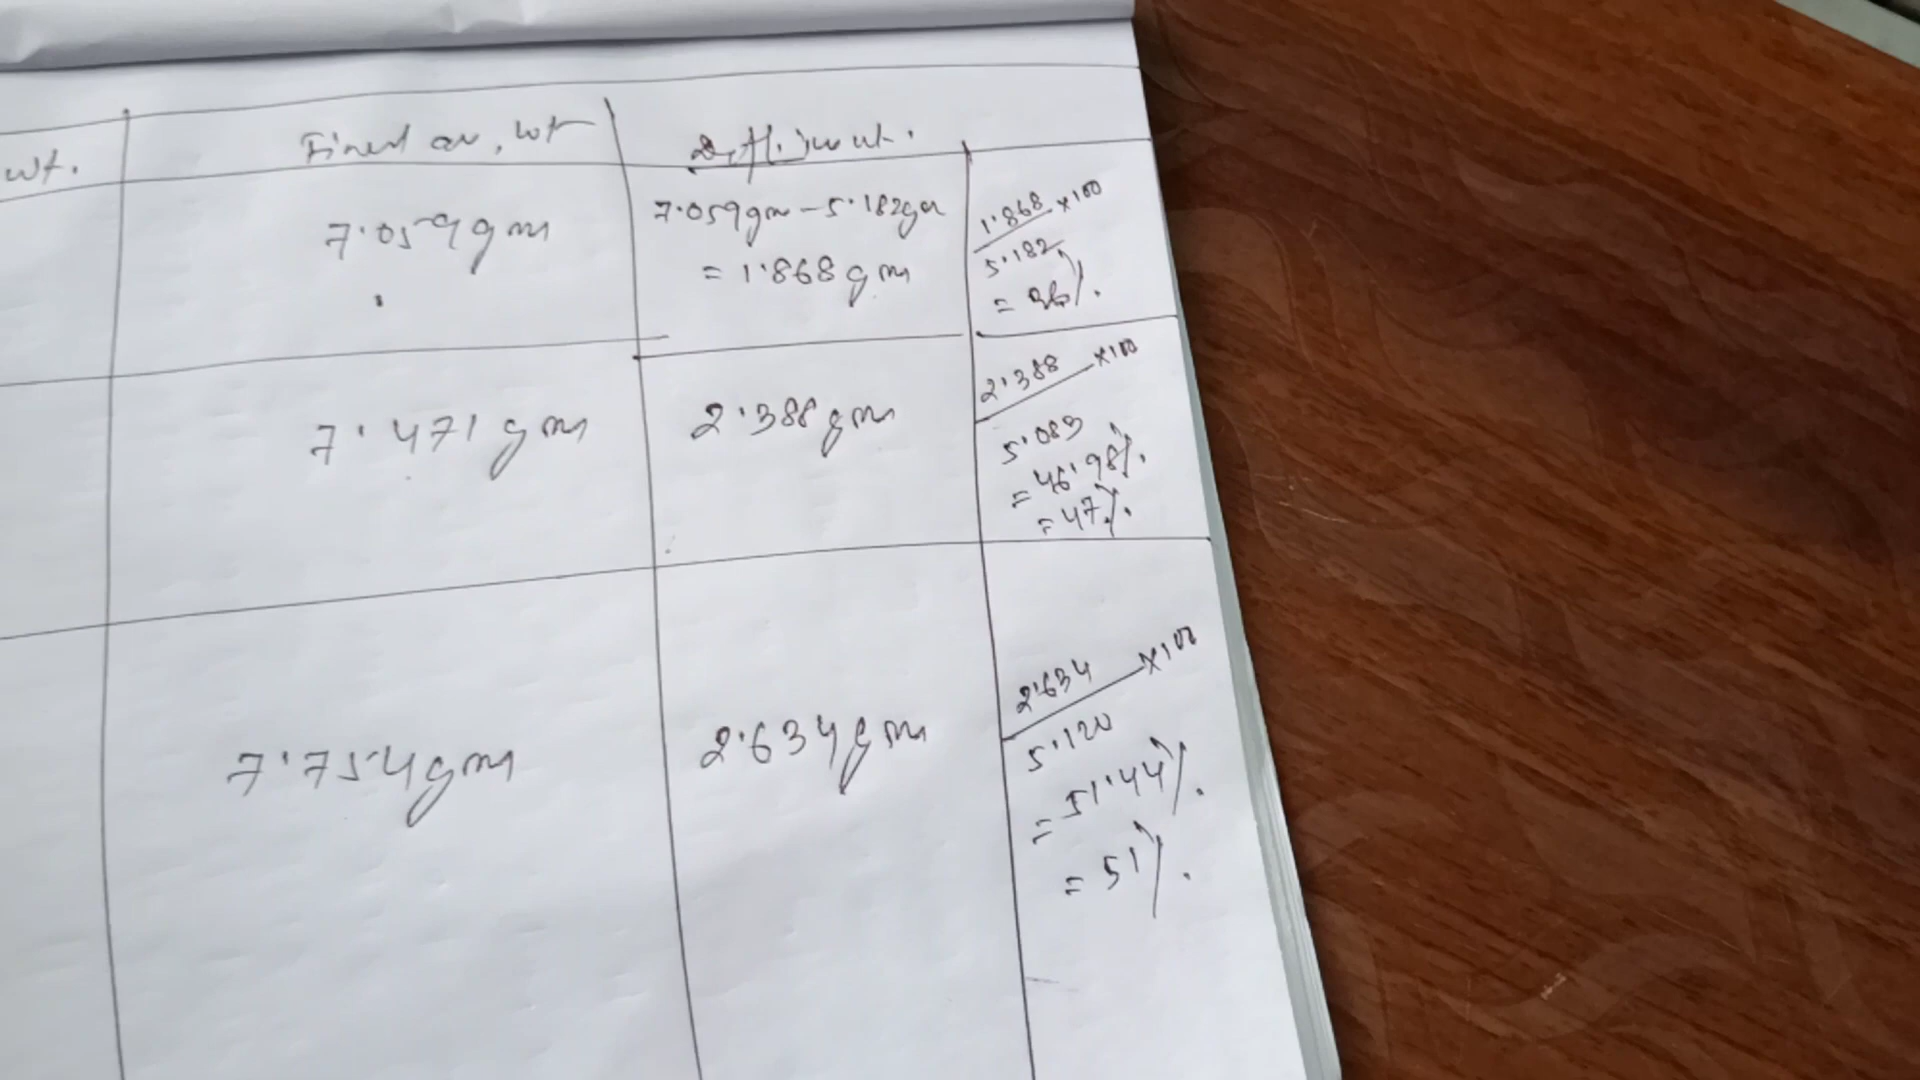 wt.
Final av. wt
Diff. in wt.
7.059gm
7.059gm - 5.182gm
= 1.868gm
1.868 x100
5.182
= 36%.
7.471gm
2.388gm
2.388 x100
5.083
= 46.98%.
= 47%.
7.754gm
2.634gm
2.634 x100
5.120
= 51.44%.
= 51%.